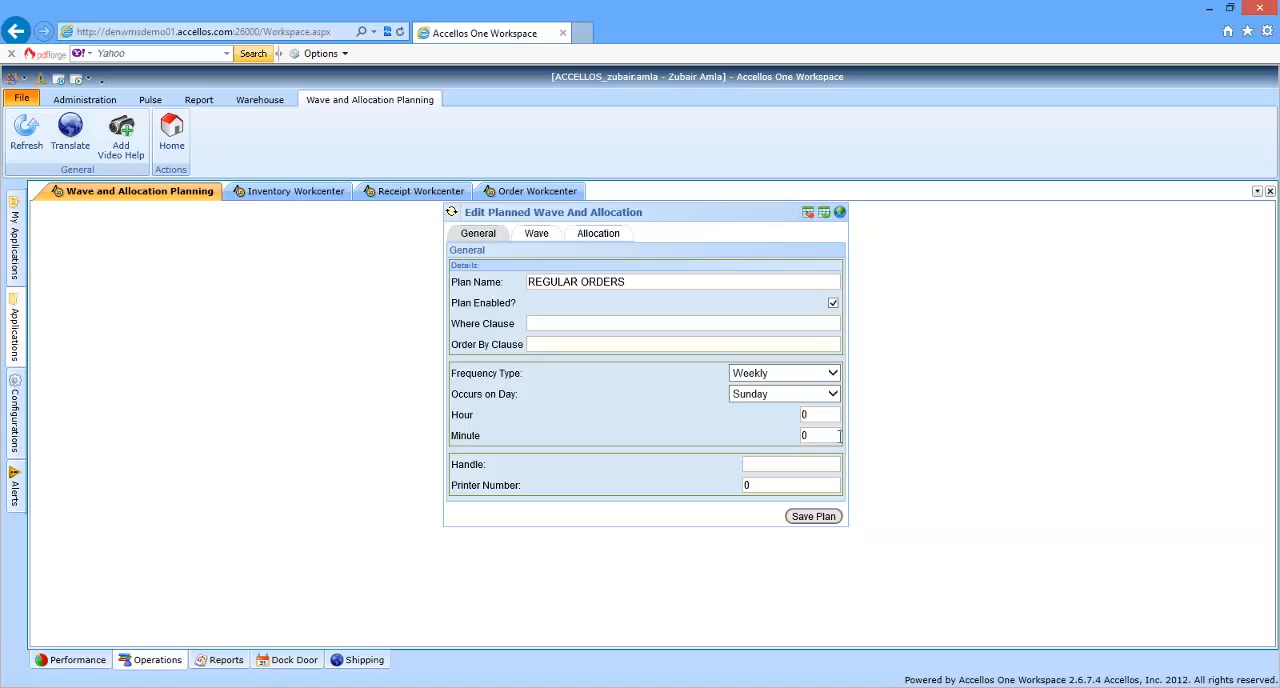 http://denwmsdemo01.accellos.com:26000/Workspace.aspx
Accellos One Workspace
pdfforge
Yahoo
Search
Options
[ACCELLOS_zubair.amla - Zubair Amla] - Accellos One Workspace
File Administration Pulse Report Warehouse Wave and Allocation Planning
Refresh Translate Add Video Help Home
General Actions
Wave and Allocation Planning Inventory Workcenter Receipt Workcenter Order Workcenter
My Applications
Applications
Configurations
Alerts
Edit Planned Wave And Allocation
General Wave Allocation
General
Details:
Plan Name: REGULAR ORDERS
Plan Enabled?
Where Clause
Order By Clause
Frequency Type: Weekly
Occurs on Day: Sunday
Hour 0
Minute 0
Handle:
Printer Number: 0
Save Plan
Performance Operations Reports Dock Door Shipping
Powered by Accellos One Workspace 2.6.7.4 Accellos, Inc. 2012. All rights reserved.